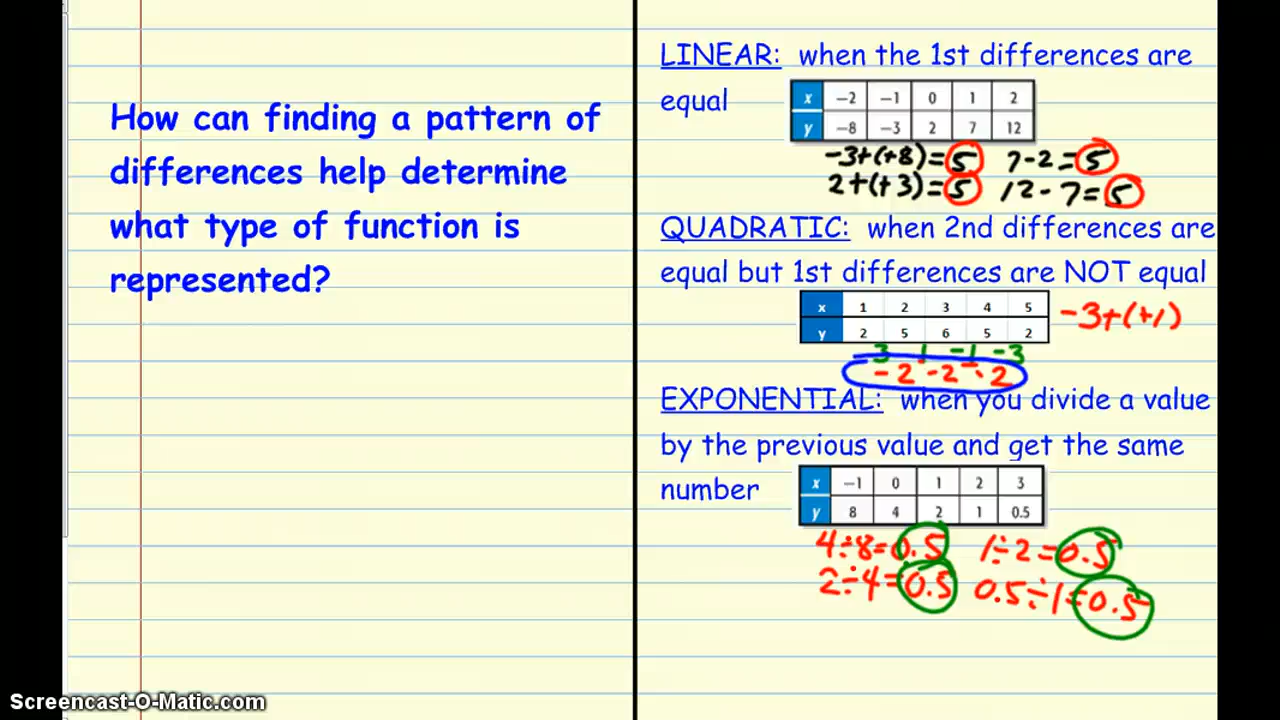 How can finding a pattern of
differences help determine
what type of function is
represented?
LINEAR: when the 1st differences are
equal
x −2 −1 0 1 2
y −8 −3 2 7 12
-3+(+8)=5 7-2=5
2+(+3)=5 12-7=5
QUADRATIC: when 2nd differences are
equal but 1st differences are NOT equal
x 1 2 3 4 5
y 2 5 6 5 2
-3+(+1)
3 1 -1 -3
-2 -2 -2
EXPONENTIAL: when you divide a value
by the previous value and get the same
number
x −1 0 1 2 3
y 8 4 2 1 0.5
4÷8=0.5 1÷2=0.5
2÷4=0.5 0.5÷1=0.5
Screencast-O-Matic.com